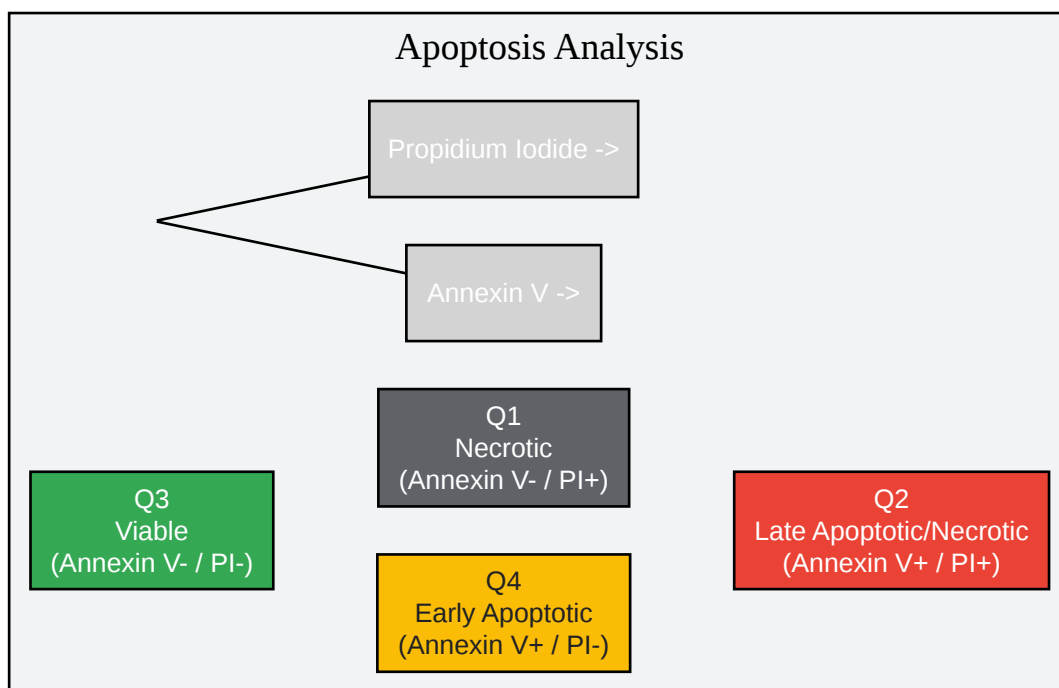 Apoptosis Analysis
Propidium Iodide ->
Annexin V ->
Q1
Necrotic
(Annexin V- / PI+)
Q3
Viable
(Annexin V- / PI-)
Q2
Late Apoptotic/Necrotic
(Annexin V+ / PI+)
Q4
Early Apoptotic
(Annexin V+ / PI-)